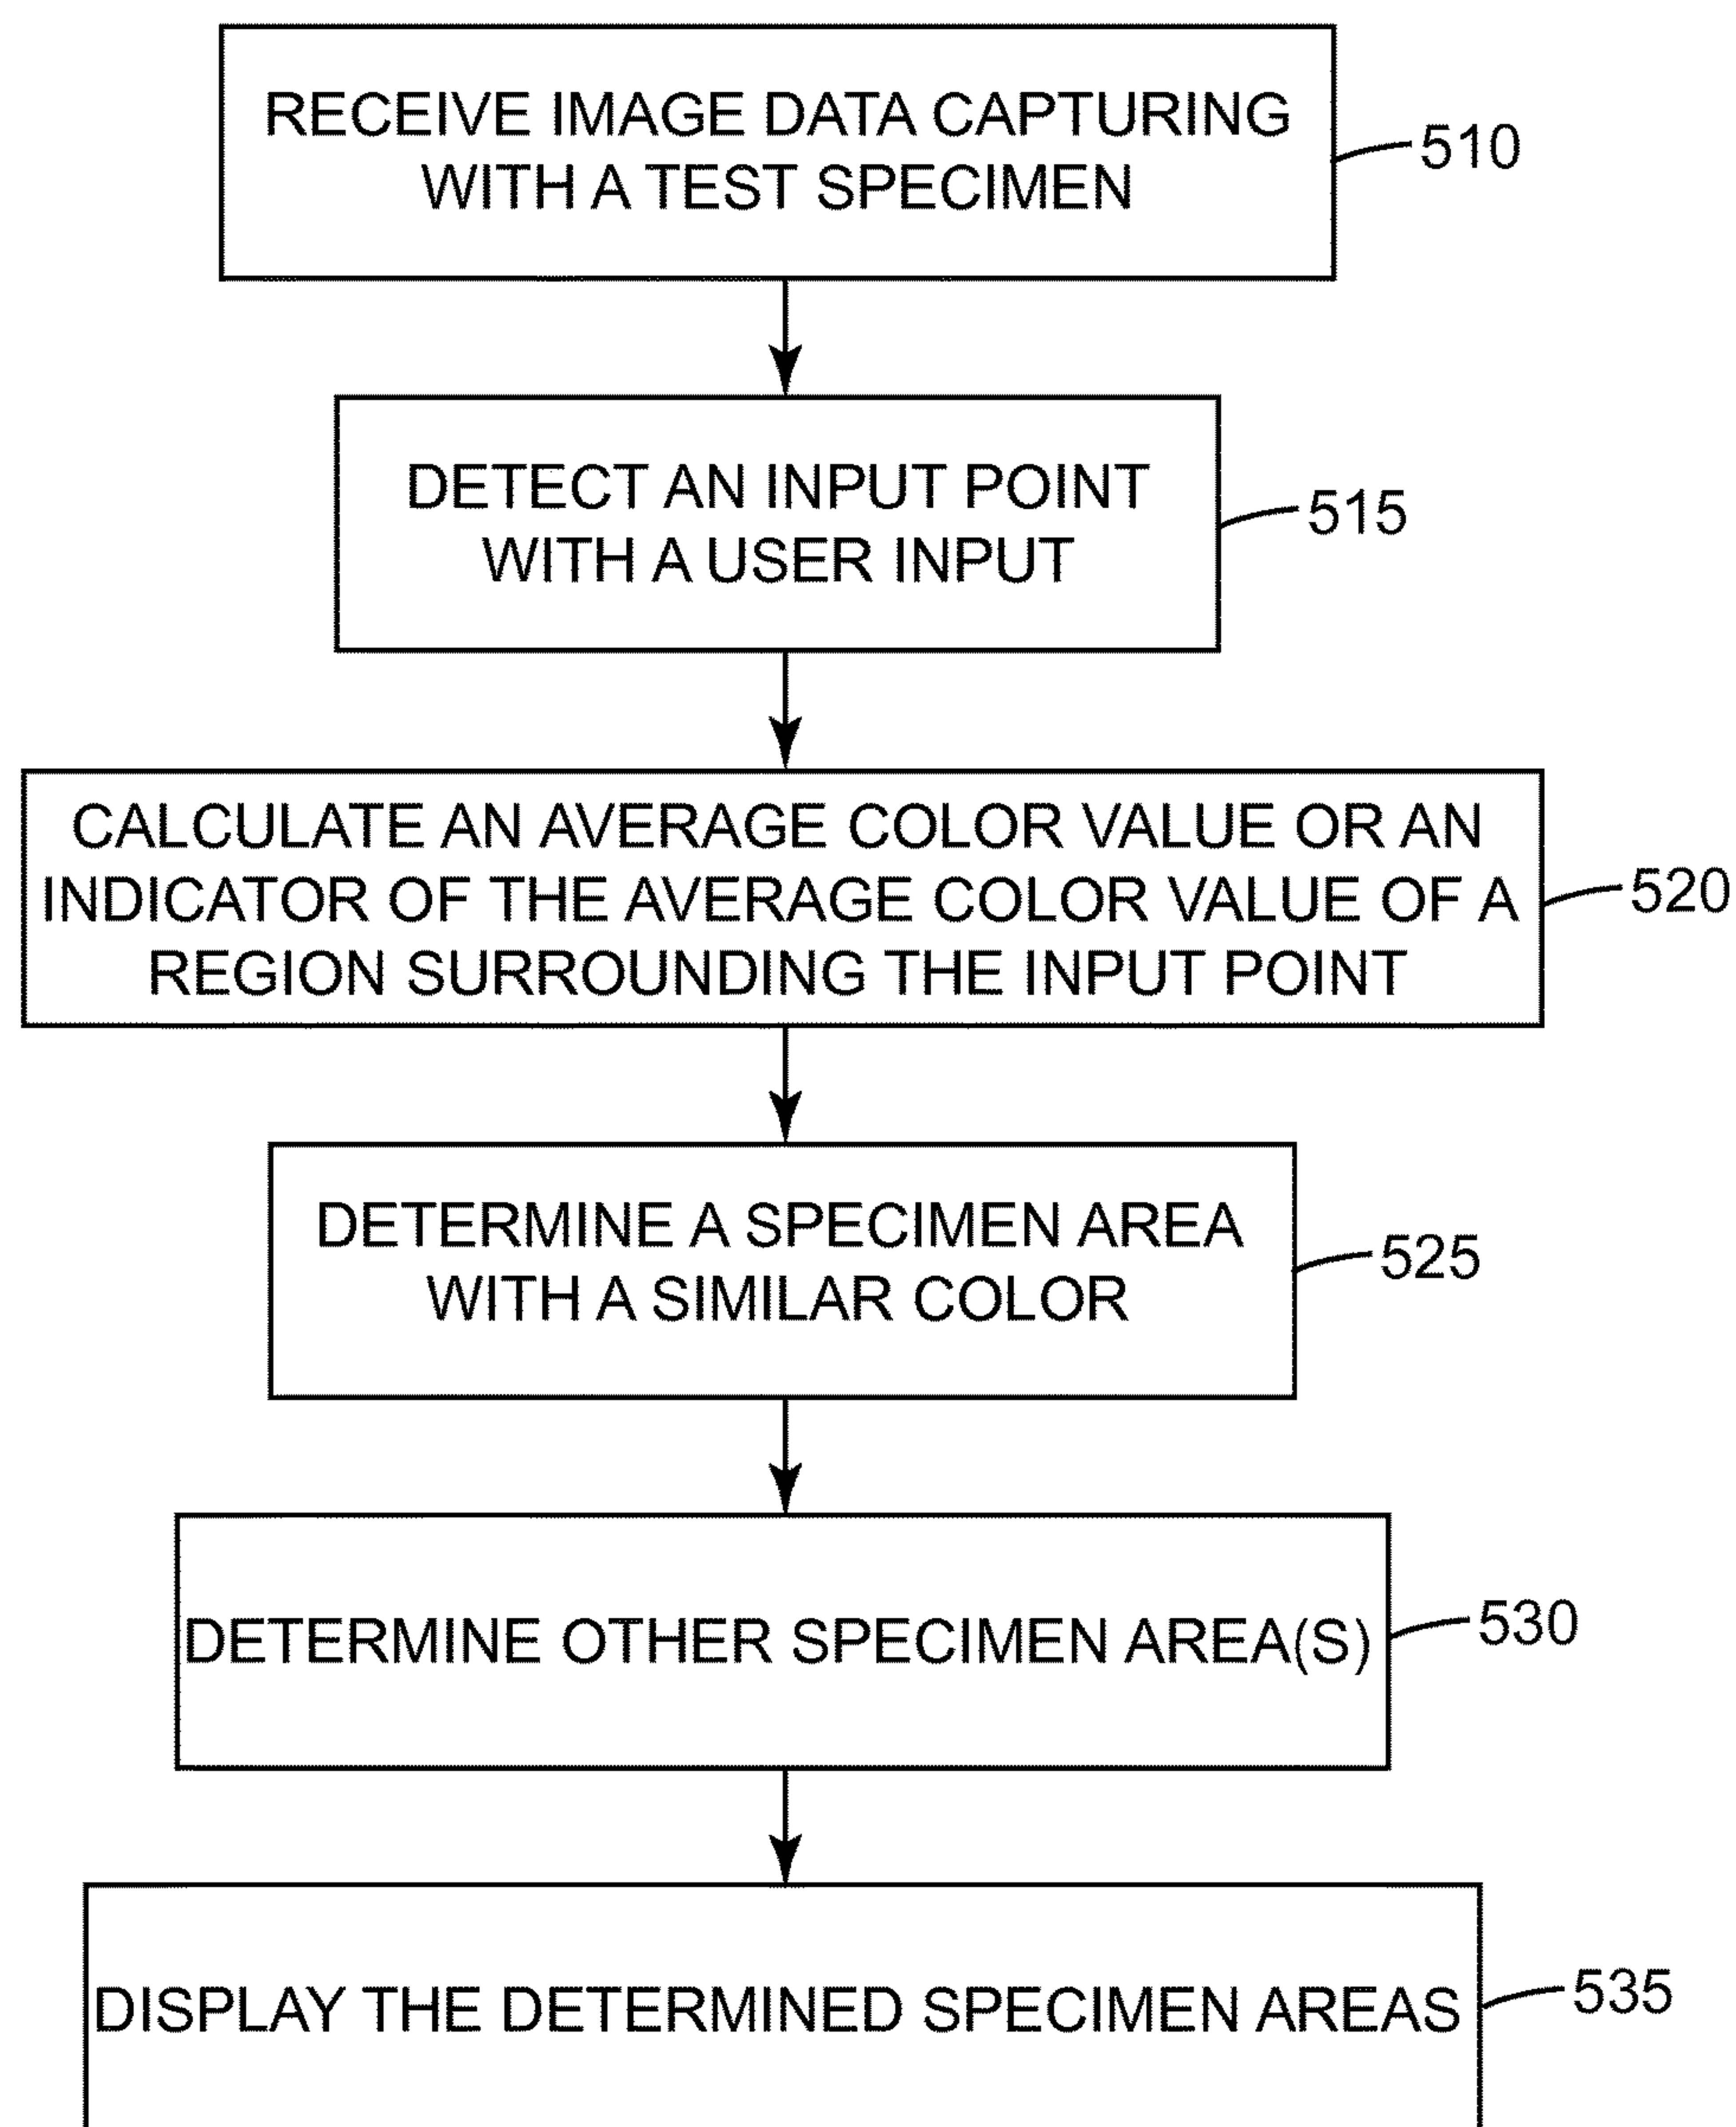 RECEIVE IMAGE DATA CAPTURING
WITH A TEST SPECIMEN
510
DETECT AN INPUT POINT
WITH A USER INPUT
515
CALCULATE AN AVERAGE COLOR VALUE OR AN
INDICATOR OF THE AVERAGE COLOR VALUE OF A
REGION SURROUNDING THE INPUT POINT
520
DETERMINE A SPECIMEN AREA
WITH A SIMILAR COLOR
525
DETERMINE OTHER SPECIMEN AREA(S)
530
DISPLAY THE DETERMINED SPECIMEN AREAS
535